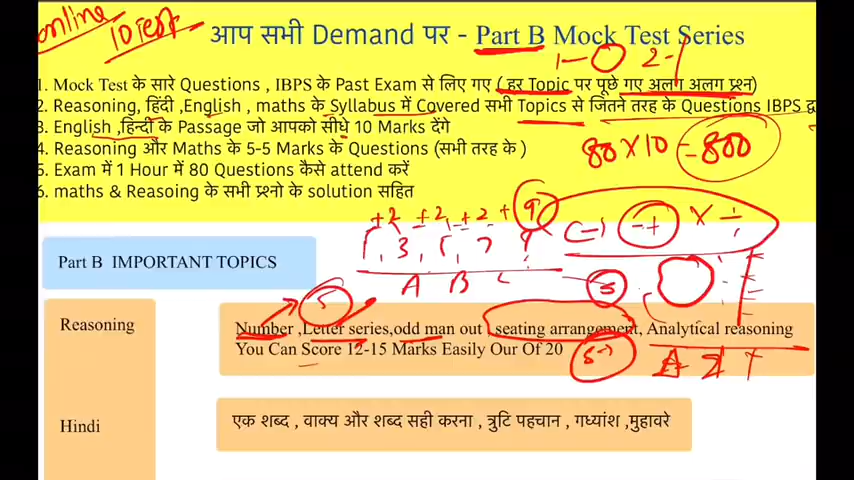 online
10 Test
आप सभी Demand पर - Part B Mock Test Series
1- 2-1
1. Mock Test के सारे Questions , IBPS के Past Exam से लिए गए ( हर Topic पर पूछे गए अलग अलग प्रश्न)
2. Reasoning, हिंदी ,English , maths के Syllabus में Covered सभी Topics से जितने तरह के Questions IBPS
3. English ,हिन्दी के Passage जो आपको सीधे 10 Marks देंगे
4. Reasoning और Maths के 5-5 Marks के Questions (सभी तरह के )
80 x 10 = 800
5. Exam में 1 Hour में 80 Questions कैसे attend करें
6. maths & Reasoing के सभी प्रश्नो के solution सहित
+2 +2 +2 + 9
1, 3, 5, 7 9
(-) + x ÷
A B C
Part B IMPORTANT TOPICS
5
5
Reasoning
Number ,Letter series,odd man out , seating arrangement, Analytical reasoning
You Can Score 12-15 Marks Easily Our Of 20
5
Hindi
एक शब्द , वाक्य और शब्द सही करना , त्रुटि पहचान , गध्यांश ,मुहावरे